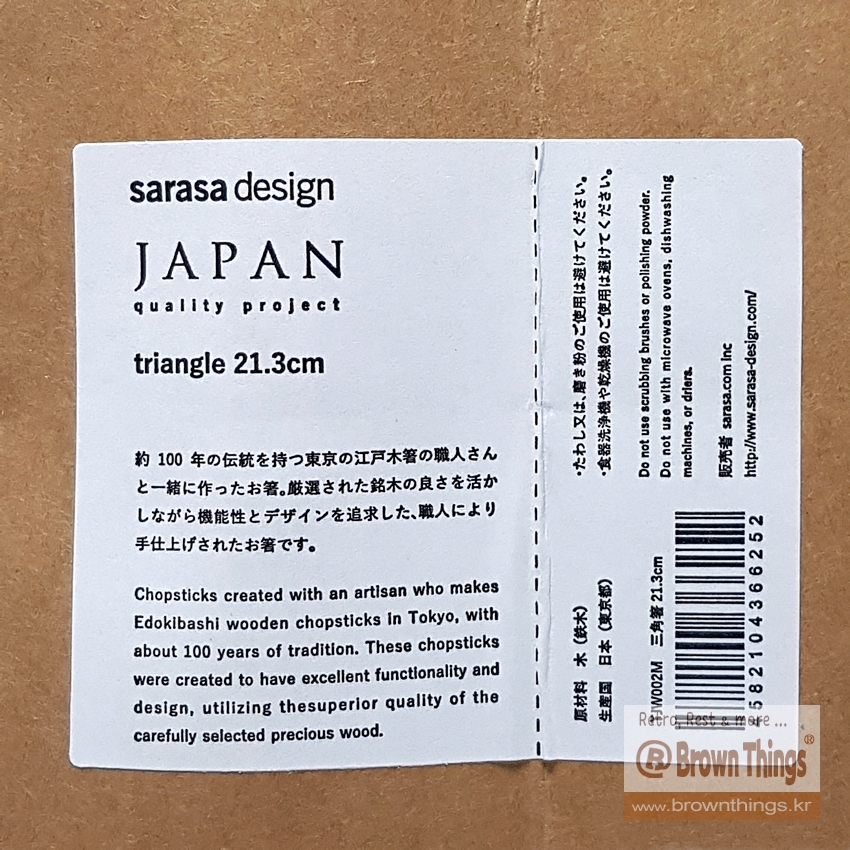 sarasa design
JAPAN
quality project
triangle 21.3cm
約 100 年の伝統を持つ東京の江戸木箸の職人さん
と一緒に作ったお箸。厳選された銘木の良さを活か
しながら機能性とデザインを追求した、職人により
手仕上げされたお箸です。
Chopsticks created with an artisan who makes
Edokibashi wooden chopsticks in Tokyo, with
about 100 years of tradition. These chopsticks
were created to have excellent functionality and
design, utilizing thesuperior quality of the
carefully selected precious wood.
・たわし又は、磨き粉のご使用は避けてください。
・食器洗浄機や乾燥機のご使用は避けてください。
Do not use scrubbing brushes or polishing powder.
Do not use with microwave ovens, dishwashing
machines, or driers.
販売者 sarasa.com inc
http://www.sarasa-design.com/
原材料 木（鉄木）
生産国 日本（東京都）
三角箸 21.3cm
4582104366252
Retro, Rest & more ...
B Brown Things®
www.brownthings.kr